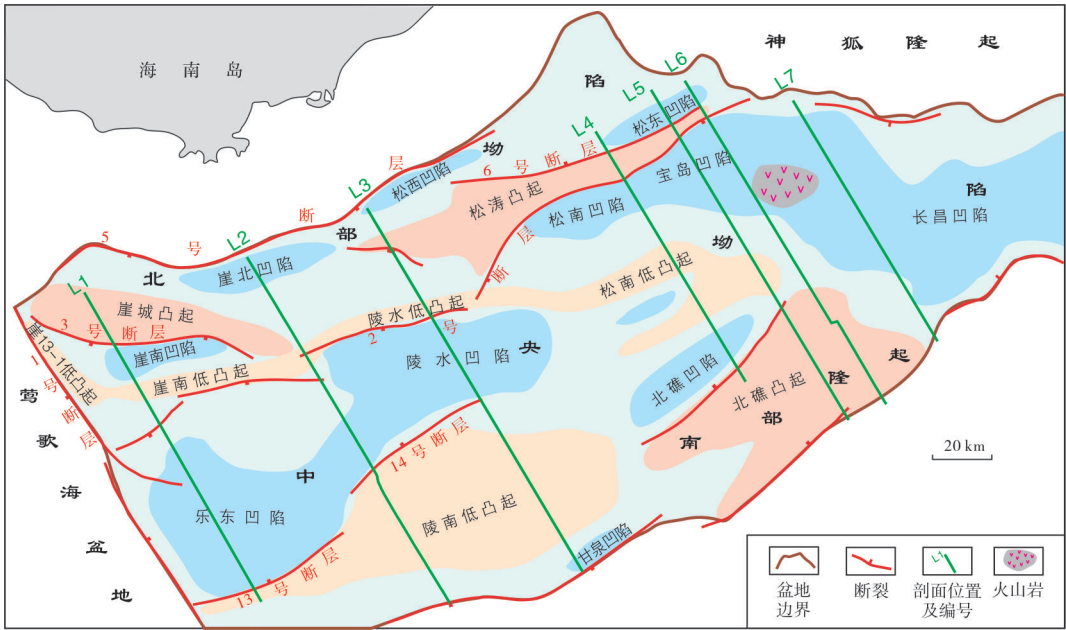 海南岛
神狐隆起
莺歌海盆地
北部坳陷
中央坳陷
南部隆起
L1
L2
L3
L4
L5
L6
L7
5号断层
6号断层
3号断层
1号断层
2号断层
14号断层
13号断层
松东凹陷
松西凹陷
松涛凸起
宝岛凹陷
松南凹陷
长昌凹陷
崖北凹陷
崖城凸起
崖13-1低凸起
崖南凹陷
崖南低凸起
陵水低凸起
松南低凸起
陵水凹陷
北礁凹陷
北礁凸起
乐东凹陷
陵南低凸起
甘泉凹陷
20 km
L1
盆地
边界
断裂
剖面位置
及编号
火山岩